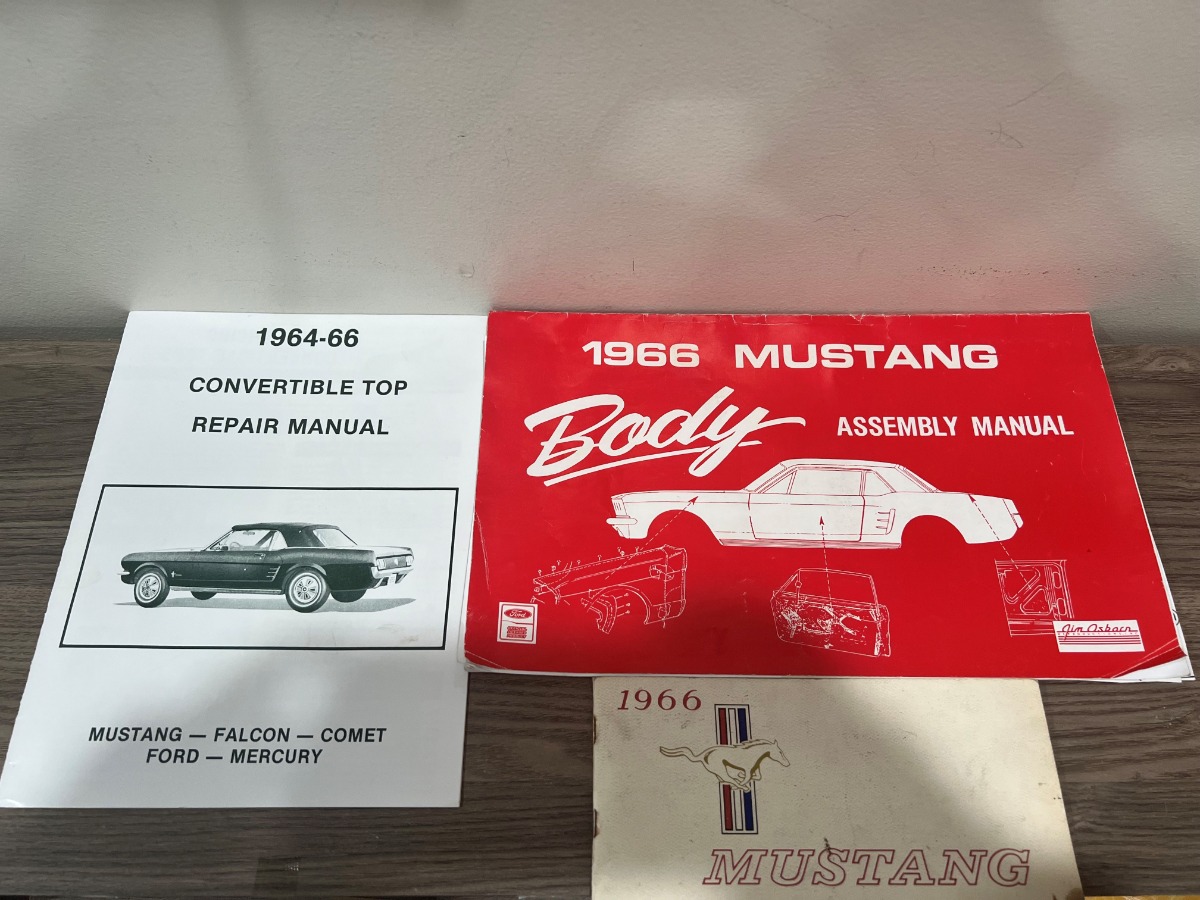 1964-66
CONVERTIBLE TOP
REPAIR MANUAL
MUSTANG — FALCON — COMET
FORD — MERCURY
1966 MUSTANG
Body ASSEMBLY MANUAL
Ford
Jim Osborn
1966
MUSTANG